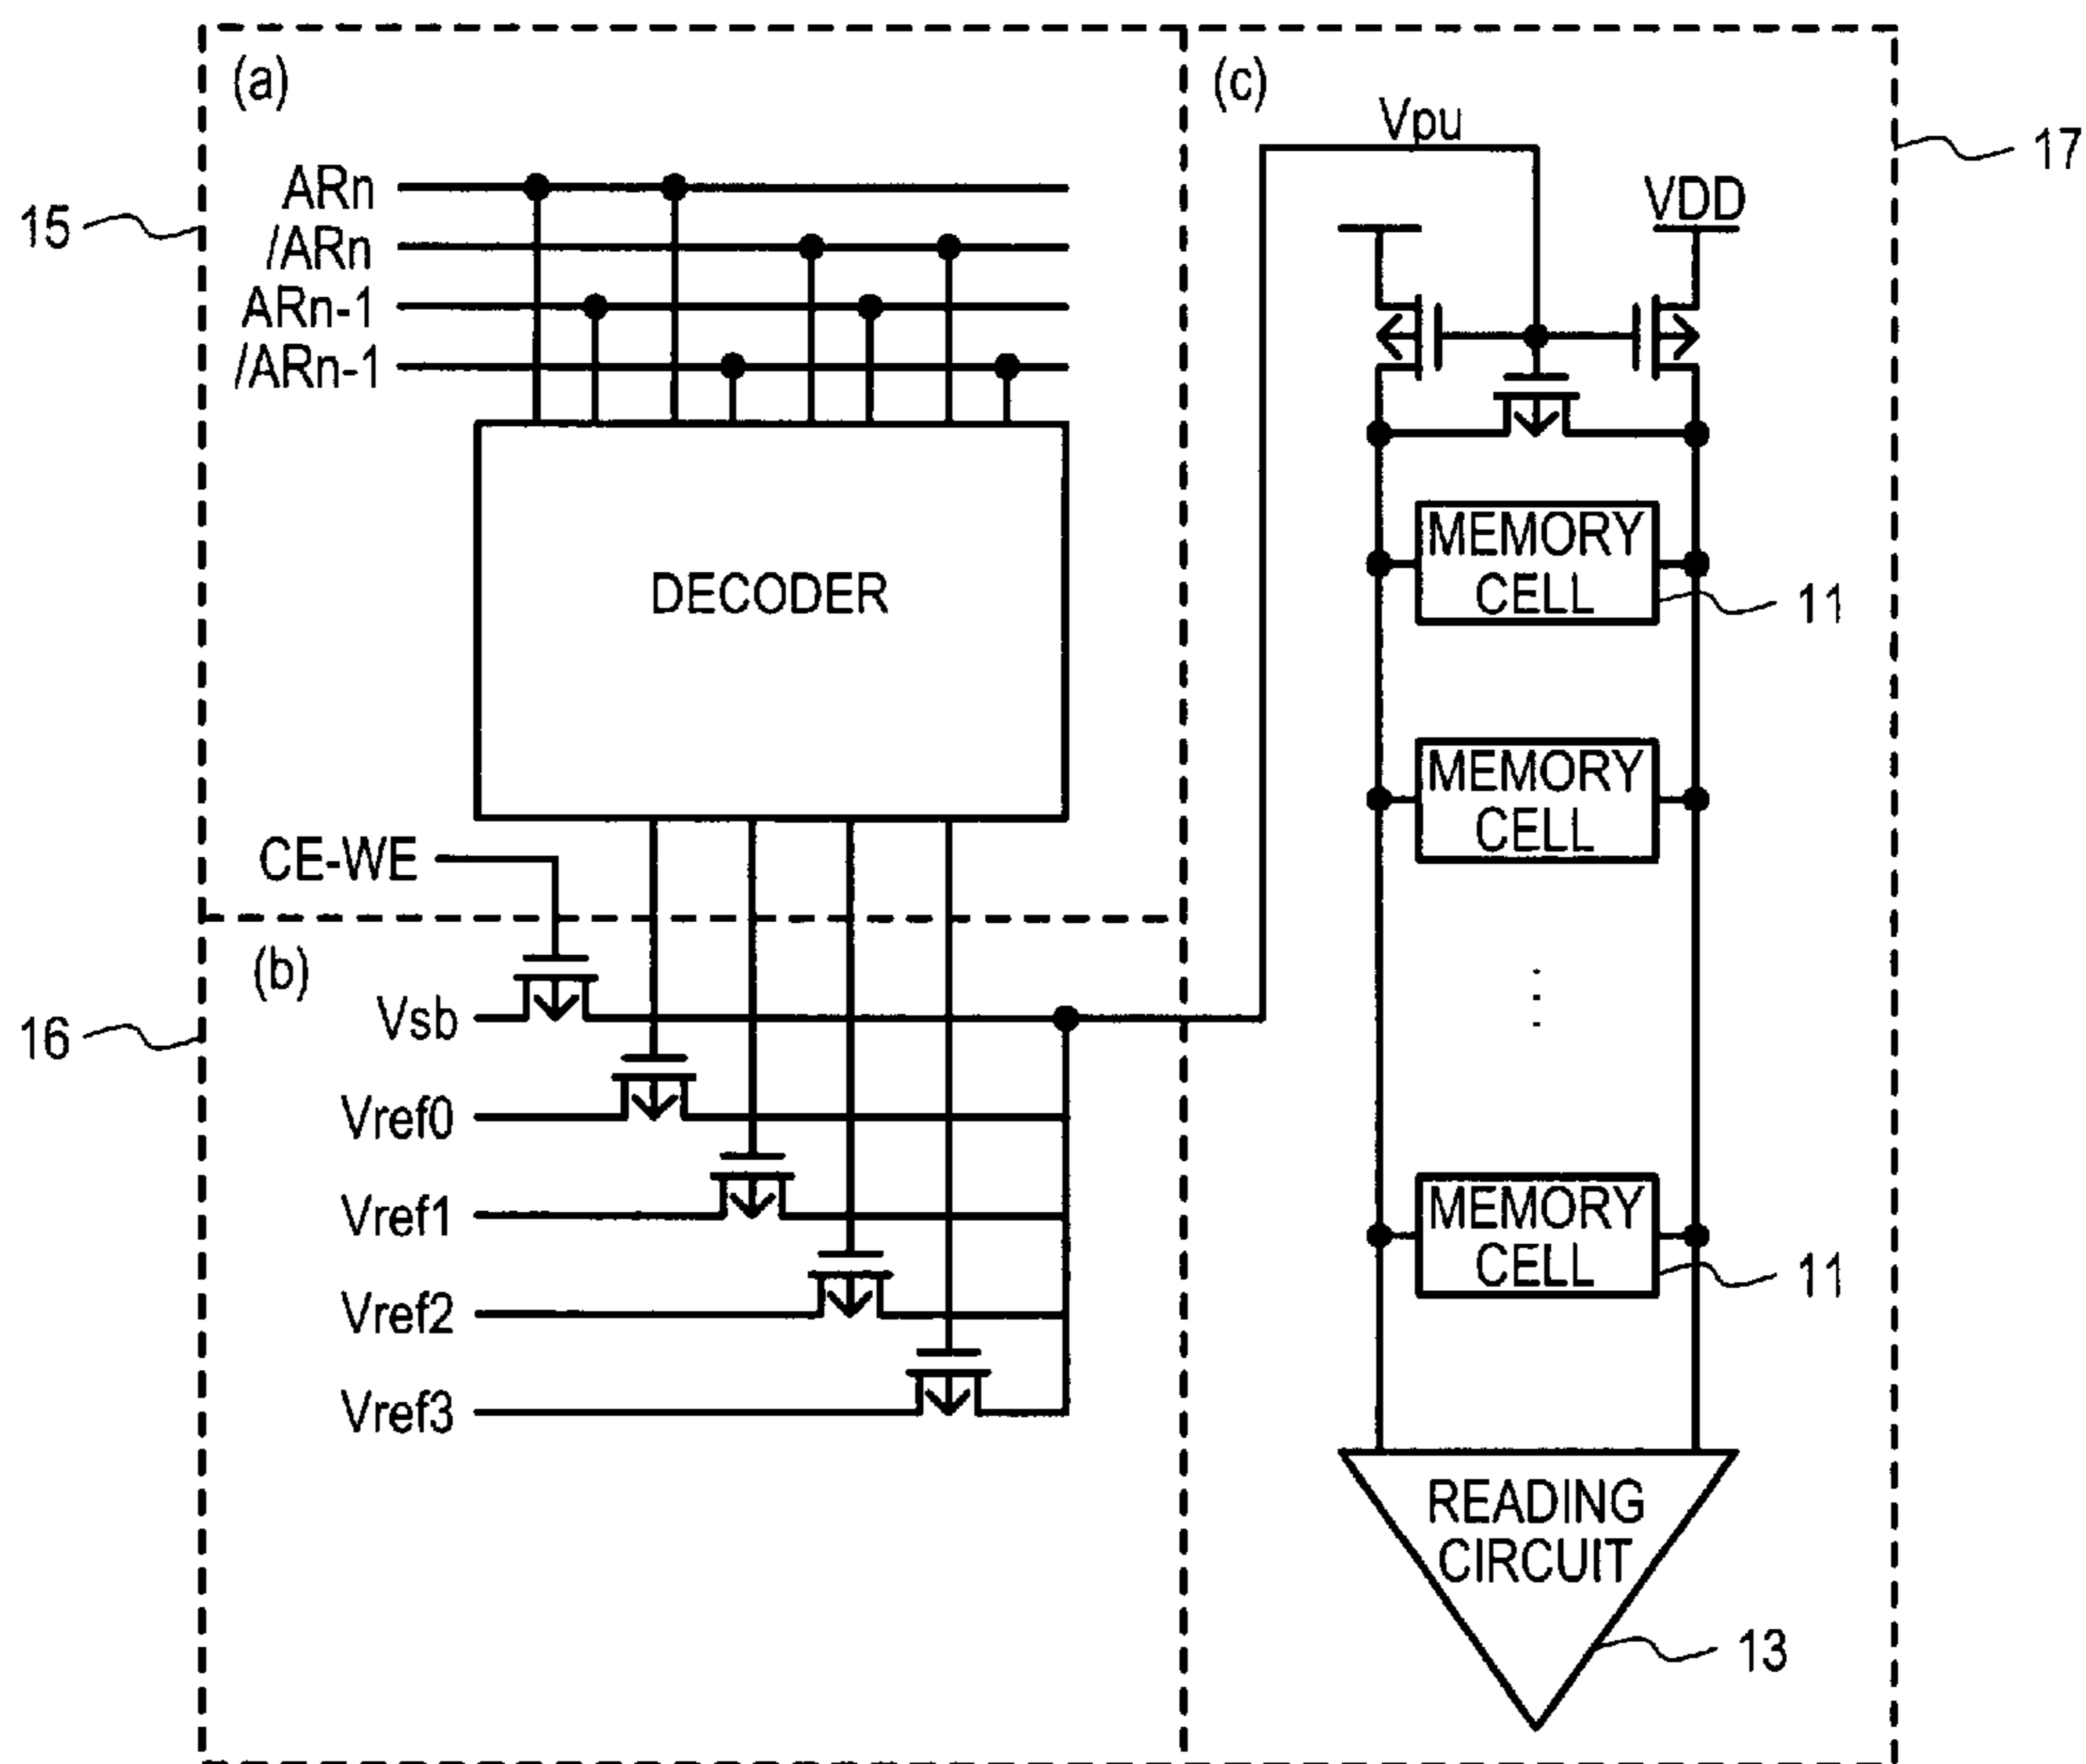 (a)
(c)
Vpu
17
ARn
VDD
15
/ARn
ARn-1
/ARn-1
MEMORY
CELL
11
DECODER
MEMORY
CELL
CE-WE
(b)
Vsb
16
Vref0
Vref1
MEMORY
CELL
11
Vref2
Vref3
READING
CIRCUIT
13